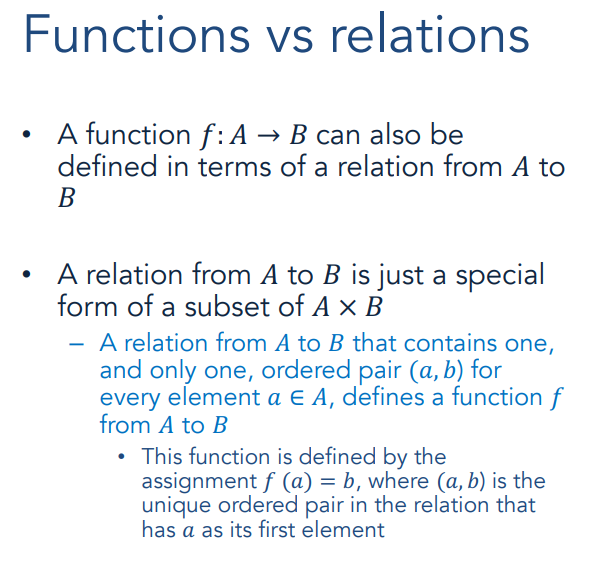 Functions vs relations
• A function f: A → B can also be
defined in terms of a relation from A to
B
• A relation from A to B is just a special
form of a subset of A × B
– A relation from A to B that contains one,
and only one, ordered pair (a, b) for
every element a ∈ A, defines a function f
from A to B
• This function is defined by the
assignment f (a) = b, where (a, b) is the
unique ordered pair in the relation that
has a as its first element